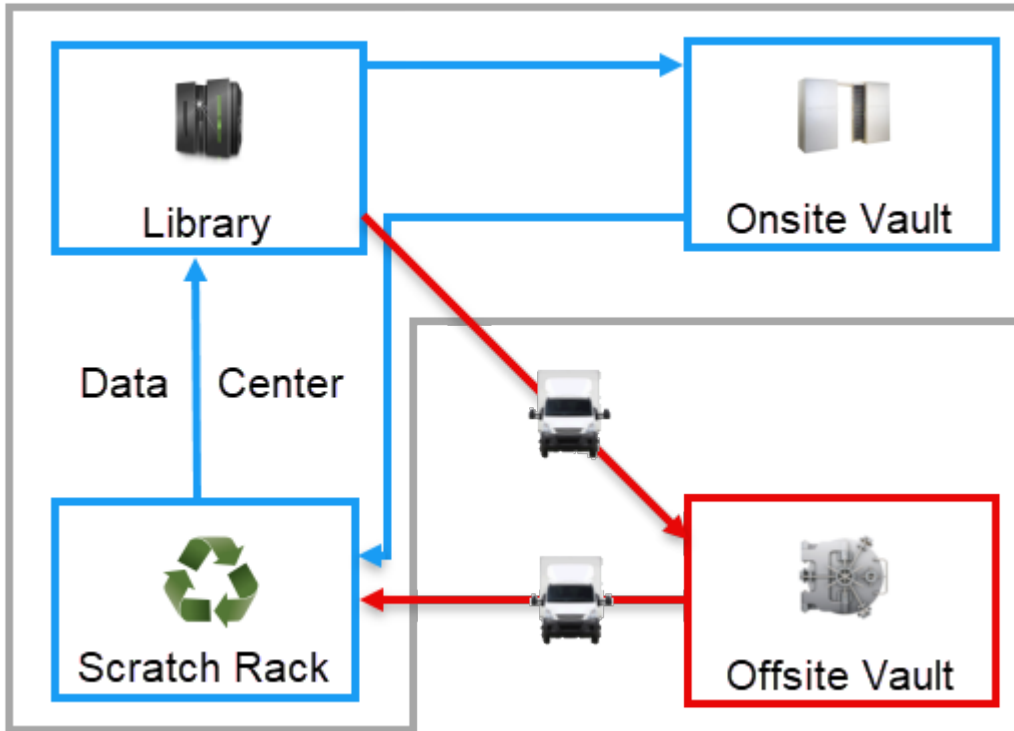 Library
Onsite Vault
Data Center
Scratch Rack
Offsite Vault